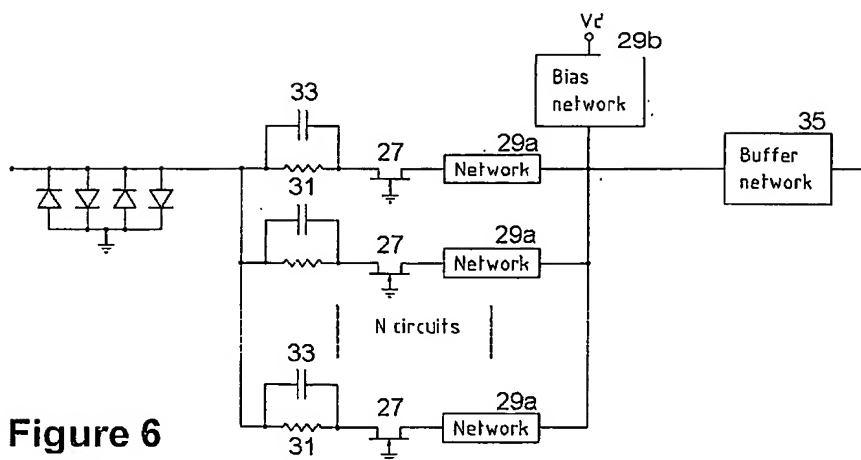 Vd
29b
Bias
network
33
27
29a
Network
35
Buffer
network
31
27
29a
Network
N circuits
33
27
29a
Network
31
Figure 6